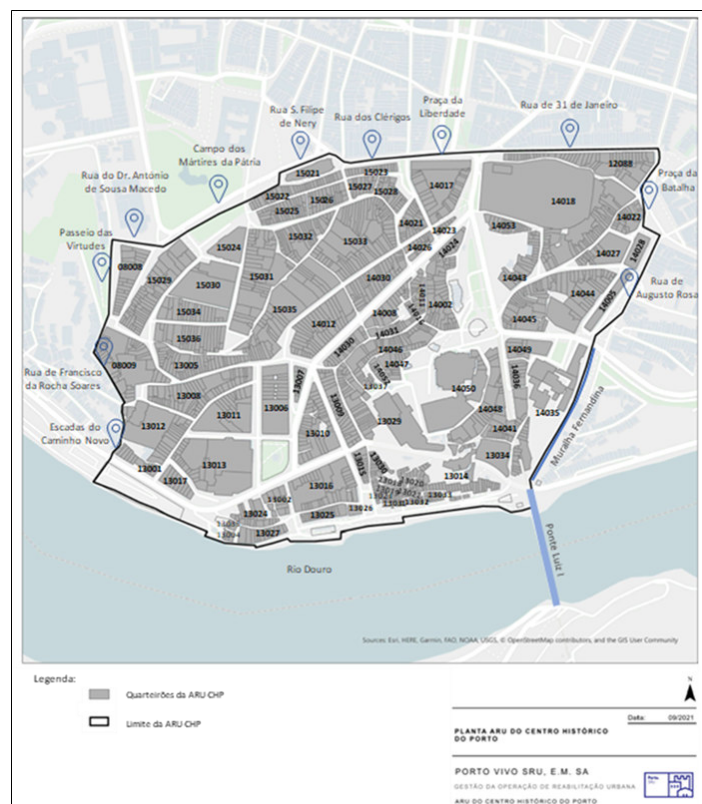 Rua S. Filipe
de Nery
Rua dos Clérigos
Praça da
Liberdade
Rua de 31 de Janeiro
Campo dos
Mártires da Pátria
Rua do Dr. António
de Sousa Macedo
Passeio das
Virtudes
Praça da
Batalha
Rua de
Augusto Rosa
Rua de Francisco
da Rocha Soares
Escadas do
Caminho Novo
Muralha Fernandina
Ponte Luiz I
Rio Douro
15021
15023
12088
15022
15026
15027
15028
14017
14018
15025
14021
14023
14053
14022
15024
15032
15033
14026
14024
14027
14028
08008
15029
15030
15031
14030
14002
14043
14044
14005
15034
15035
14012
14008
14045
15036
14031
14030
14046
14049
08009
13005
13007
14047
14036
13008
13006
13009
14050
14035
13012
13011
13010
13029
14048
14041
13001
13013
13015
13030
13034
13017
13016
13014
13002
13024
13025
13026
13027
Sources: Esri, HERE, Garmin, FAO, NOAA, USGS, © OpenStreetMap contributors, and the GIS User Community
Legenda:
Quarteirões da ARU CHP
Limite da ARU CHP
N
Data: 09/2021
PLANTA ARU DO CENTRO HISTÓRICO
DO PORTO
PORTO VIVO SRU, E.M. SA
GESTÃO DA OPERAÇÃO DE REABILITAÇÃO URBANA
ARU DO CENTRO HISTÓRICO DO PORTO
Porto.